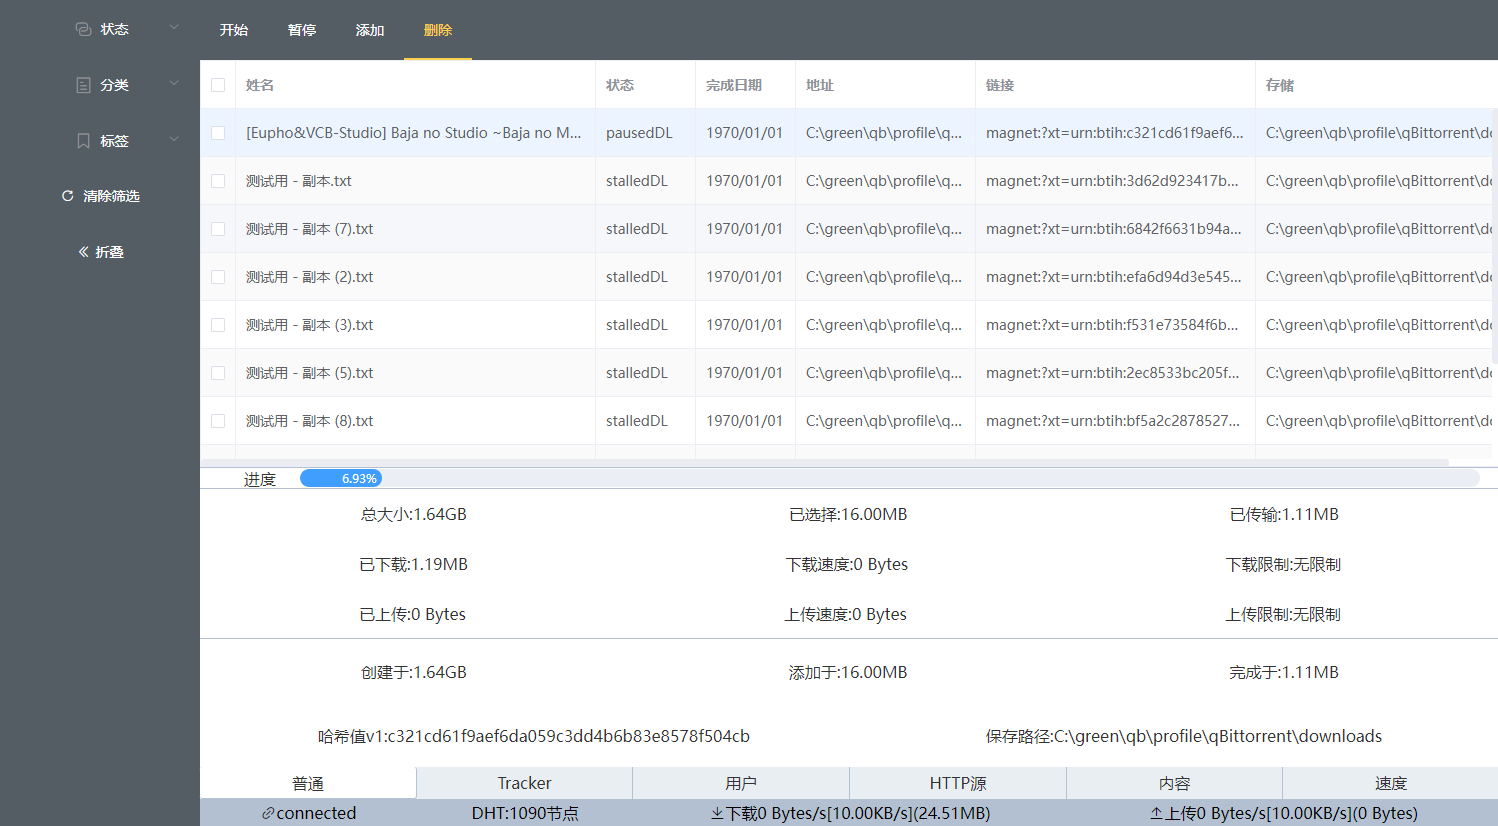 状态
分类
标签
清除筛选
折叠
开始 暂停 添加 删除
姓名 状态 完成日期 地址 链接 存储
[Eupho&VCB-Studio] Baja no Studio ~Baja no M... pausedDL 1970/01/01 C:\green\qb\profile\q... magnet:?xt=urn:btih:c321cd61f9aef6... C:\green\qb\profile\qBittorrent\do
测试用 - 副本.txt stalledDL 1970/01/01 C:\green\qb\profile\q... magnet:?xt=urn:btih:3d62d923417b... C:\green\qb\profile\qBittorrent\do
测试用 - 副本 (7).txt stalledDL 1970/01/01 C:\green\qb\profile\q... magnet:?xt=urn:btih:6842f6631b94a... C:\green\qb\profile\qBittorrent\do
测试用 - 副本 (2).txt stalledDL 1970/01/01 C:\green\qb\profile\q... magnet:?xt=urn:btih:efa6d94d3e545... C:\green\qb\profile\qBittorrent\do
测试用 - 副本 (3).txt stalledDL 1970/01/01 C:\green\qb\profile\q... magnet:?xt=urn:btih:f531e73584f6b... C:\green\qb\profile\qBittorrent\do
测试用 - 副本 (5).txt stalledDL 1970/01/01 C:\green\qb\profile\q... magnet:?xt=urn:btih:2ec8533bc205f... C:\green\qb\profile\qBittorrent\do
测试用 - 副本 (8).txt stalledDL 1970/01/01 C:\green\qb\profile\q... magnet:?xt=urn:btih:bf5a2c2878527... C:\green\qb\profile\qBittorrent\do
进度 6.93%
总大小:1.64GB 已选择:16.00MB 已传输:1.11MB
已下载:1.19MB 下载速度:0 Bytes 下载限制:无限制
已上传:0 Bytes 上传速度:0 Bytes 上传限制:无限制
创建于:1.64GB 添加于:16.00MB 完成于:1.11MB
哈希值v1:c321cd61f9aef6da059c3dd4b6b83e8578f504cb 保存路径:C:\green\qb\profile\qBittorrent\downloads
普通 Tracker 用户 HTTP源 内容 速度
connected DHT:1090节点 下载0 Bytes/s[10.00KB/s](24.51MB) 上传0 Bytes/s[10.00KB/s](0 Bytes)